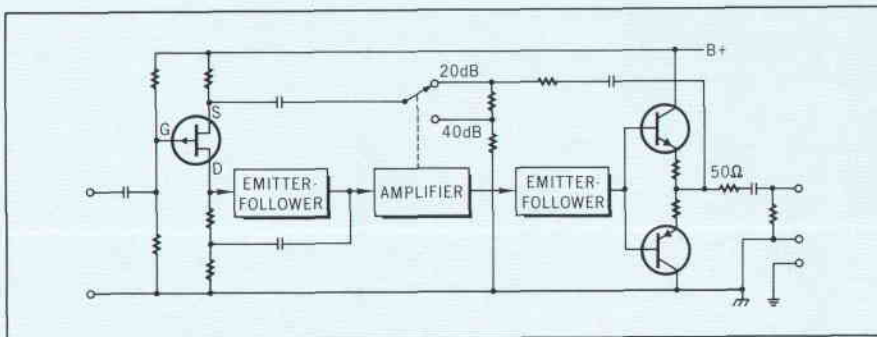 B+
20dB
S
G
40dB
D
50Ω
EMITTER-
FOLLOWER
AMPLIFIER
EMITTER-
FOLLOWER